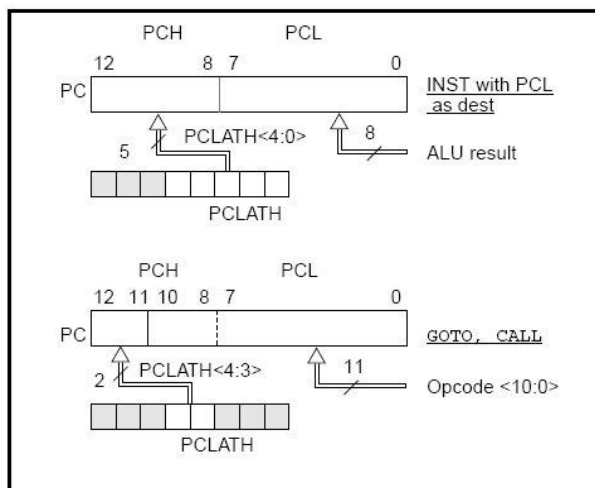 PCH PCL
12 8 7 0
PC
INST with PCL
as dest
5 PCLATH<4:0> 8
ALU result
PCLATH
PCH PCL
12 11 10 8 7 0
PC
GOTO, CALL
2 PCLATH<4:3> 11
Opcode <10:0>
PCLATH